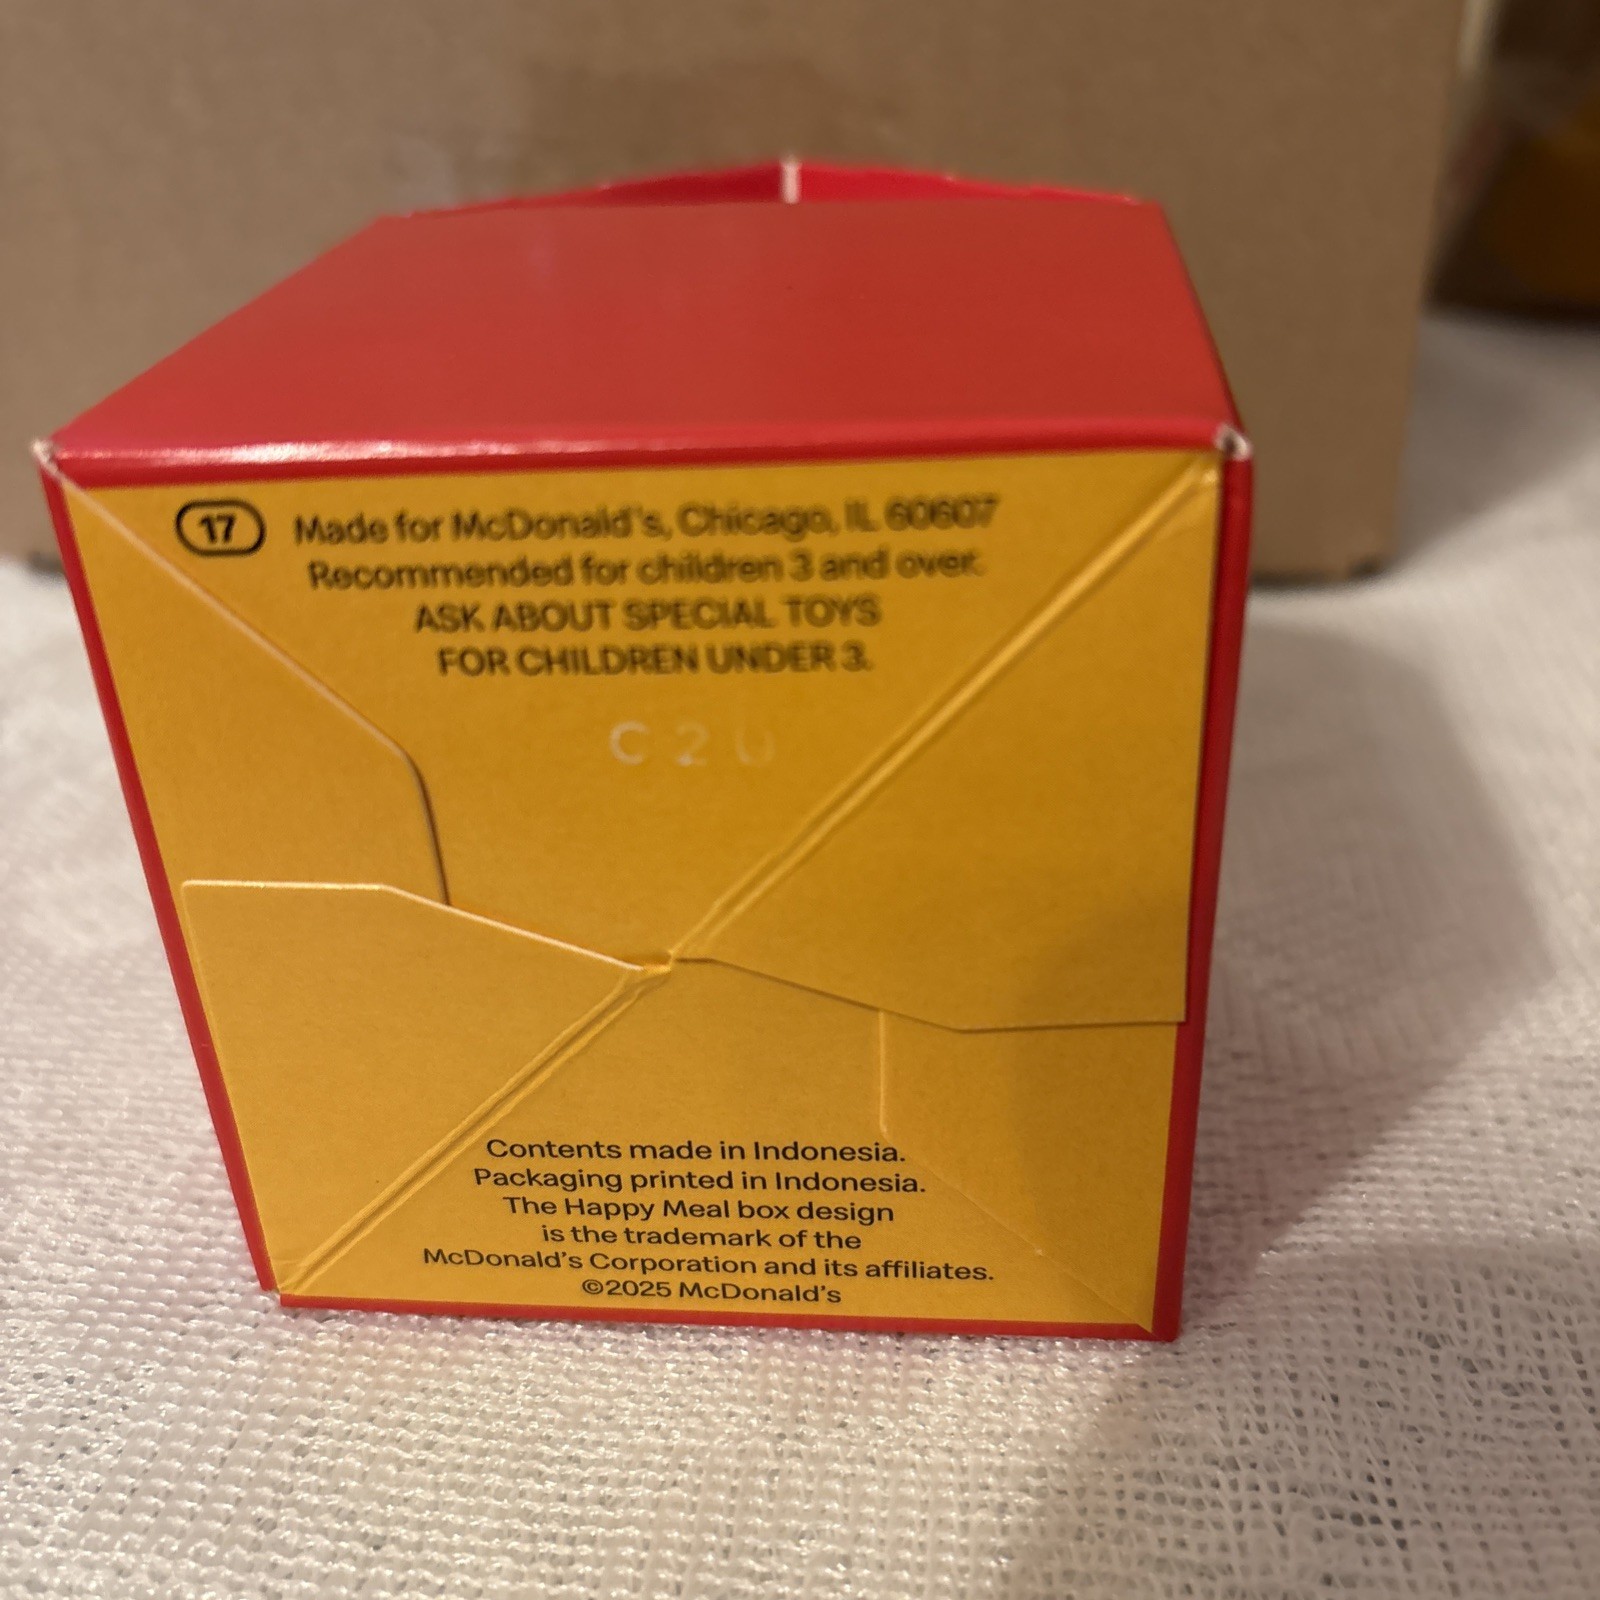 17 Made for McDonald's, Chicago, IL 60607
Recommended for children 3 and over.
ASK ABOUT SPECIAL TOYS
FOR CHILDREN UNDER 3.
Contents made in Indonesia.
Packaging printed in Indonesia.
The Happy Meal box design
is the trademark of the
McDonald's Corporation and its affiliates.
©2025 McDonald's